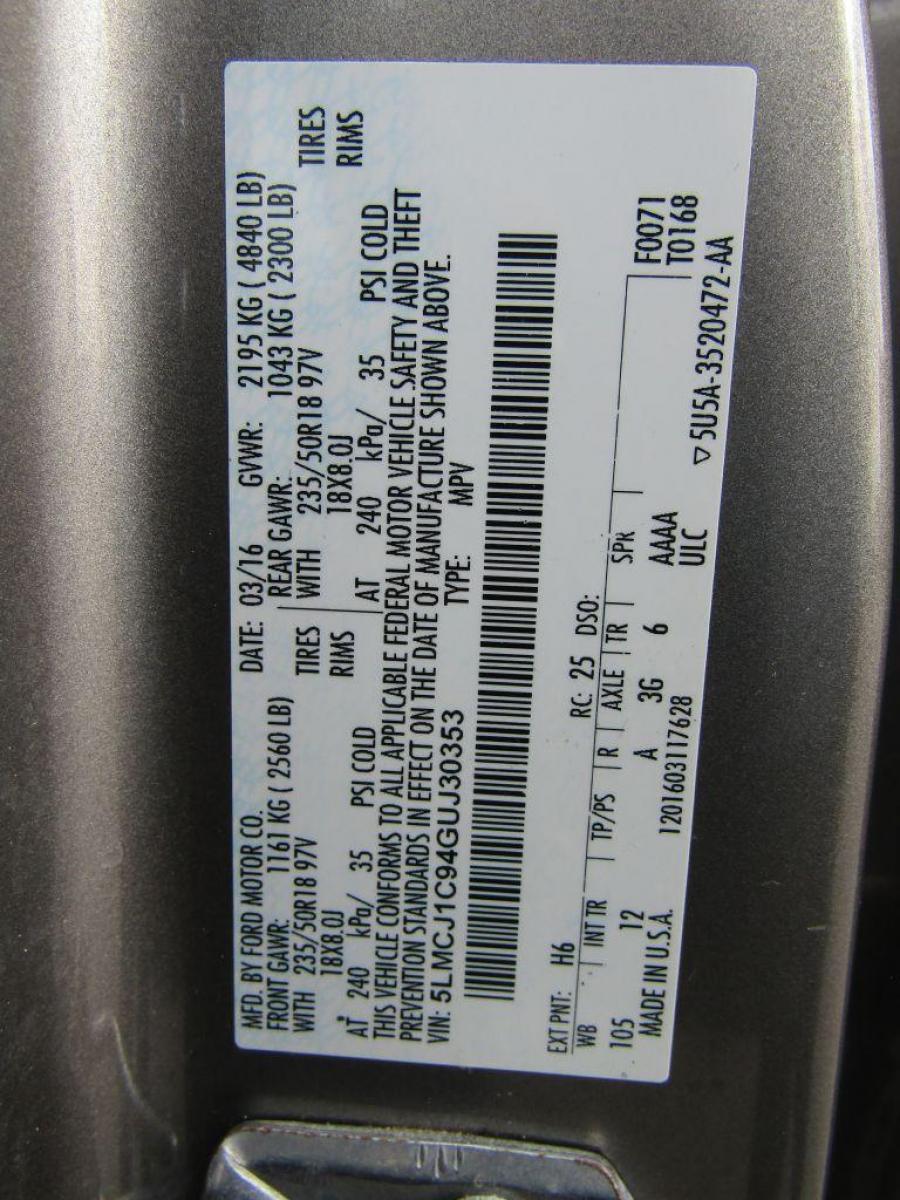 MFD. BY FORD MOTOR CO. DATE: 03/16 GVWR: 2195 KG ( 4840 LB)
FRONT GAWR: 1161 KG ( 2560 LB) REAR GAWR: 1043 KG ( 2300 LB)
WITH 235/50R18 97V TIRES WITH 235/50R18 97V TIRES
18X8.0J RIMS 18X8.0J RIMS
AT 240 kPa/ 35 PSI COLD AT 240 kPa/ 35 PSI COLD
THIS VEHICLE CONFORMS TO ALL APPLICABLE FEDERAL MOTOR VEHICLE SAFETY AND THEFT
PREVENTION STANDARDS IN EFFECT ON THE DATE OF MANUFACTURE SHOWN ABOVE.
VIN: 5LMCJ1C94GUJ30353 TYPE: MPV
EXT PNT: H6 RC: 25 DSO:
WB INT TR TP/PS R AXLE TR SPR F0071
105 12 A 3G 6 AAAA T0168
MADE IN U.S.A. 1201603117628 ULC
▽ 5U5A-3520472-AA